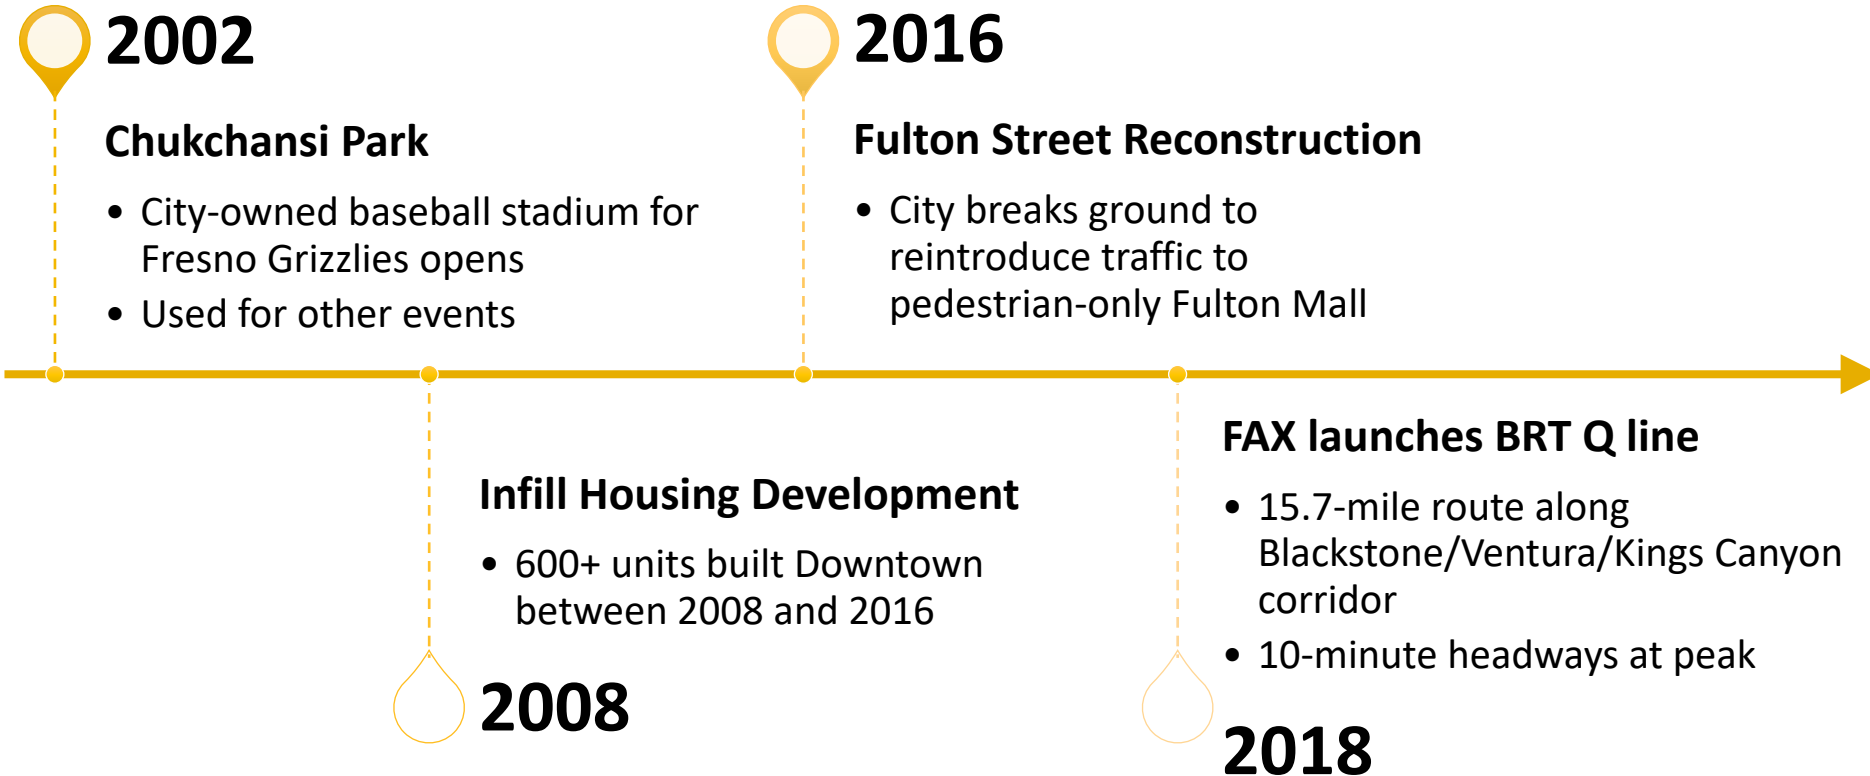 2002
Chukchansi Park
• City-owned baseball stadium for
Fresno Grizzlies opens
• Used for other events
Infill Housing Development
• 600+ units built Downtown
between 2008 and 2016
2008
2016
Fulton Street Reconstruction
• City breaks ground to
reintroduce traffic to
pedestrian-only Fulton Mall
FAX launches BRT Q line
• 15.7-mile route along
Blackstone/Ventura/Kings Canyon
corridor
• 10-minute headways at peak
2018